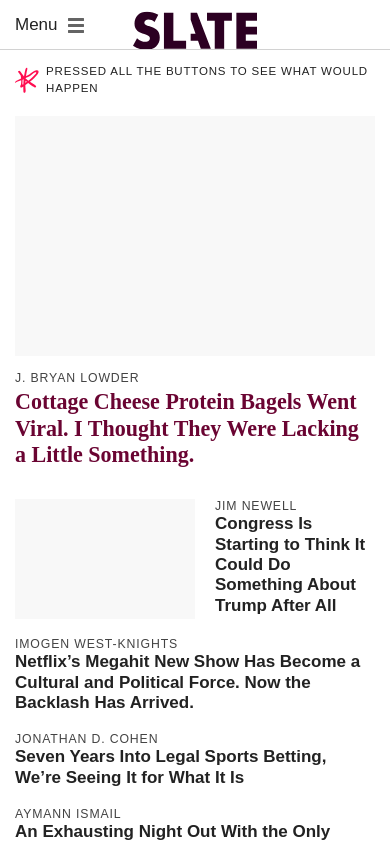 Menu
SLATE
PRESSED ALL THE BUTTONS TO SEE WHAT WOULD
HAPPEN
J. BRYAN LOWDER
Cottage Cheese Protein Bagels Went
Viral. I Thought They Were Lacking
a Little Something.
JIM NEWELL
Congress Is
Starting to Think It
Could Do
Something About
Trump After All
IMOGEN WEST-KNIGHTS
Netflix’s Megahit New Show Has Become a
Cultural and Political Force. Now the
Backlash Has Arrived.
JONATHAN D. COHEN
Seven Years Into Legal Sports Betting,
We’re Seeing It for What It Is
AYMANN ISMAIL
An Exhausting Night Out With the Only